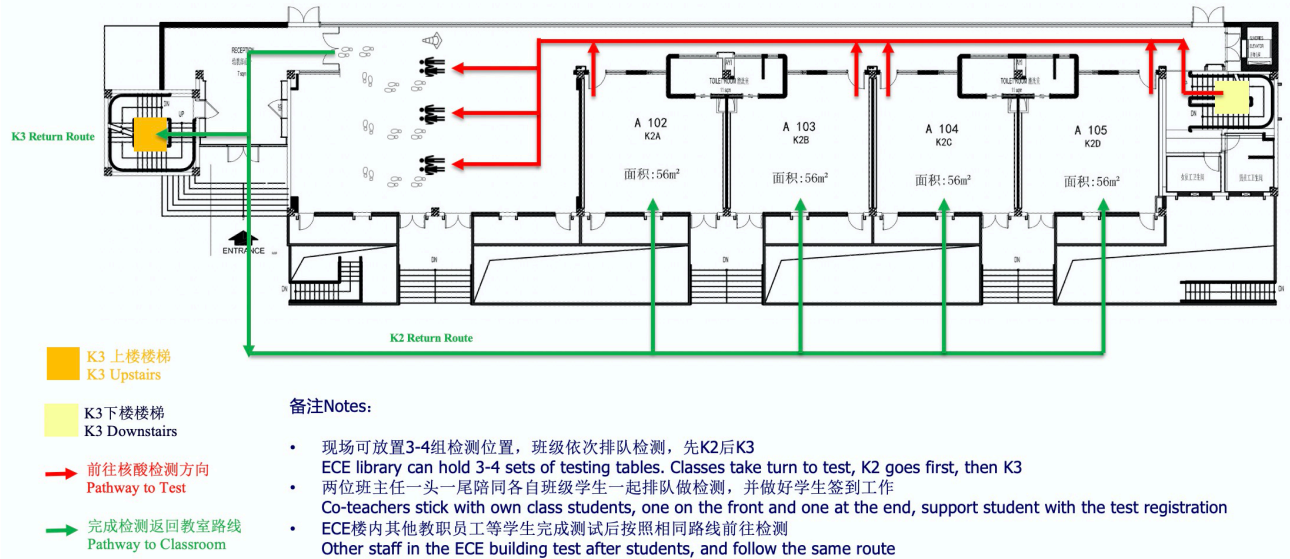 RECEPTION
DN
UP
K3 Return Route
A 102
K2A
面积:56m²
A 103
K2B
面积:56m²
A 104
K2C
面积:56m²
A 105
K2D
面积:56m²
DN
ENTRANCE
DN
DN
DN
DN
DN
K2 Return Route
K3 上楼楼梯
K3 Upstairs
K3下楼楼梯
K3 Downstairs
前往核酸检测方向
Pathway to Test
完成检测返回教室路线
Pathway to Classroom
备注Notes：
• 现场可放置3-4组检测位置，班级依次排队检测，先K2后K3
ECE library can hold 3-4 sets of testing tables. Classes take turn to test, K2 goes first, then K3
• 两位班主任一头一尾陪同各自班级学生一起排队做检测，并做好学生签到工作
Co-teachers stick with own class students, one on the front and one at the end, support student with the test registration
• ECE楼内其他教职员工等学生完成测试后按照相同路线前往检测
Other staff in the ECE building test after students, and follow the same route